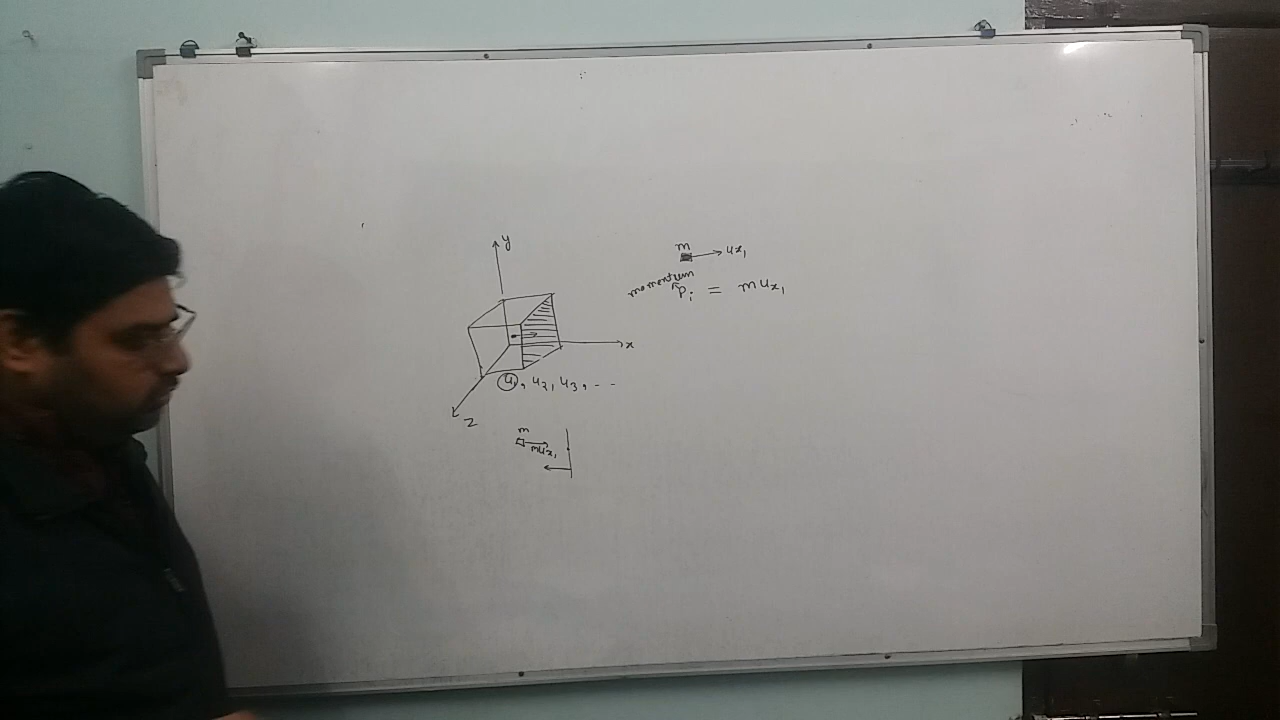 y
m
ux₁
momentum
pᵢ = mux₁
x
u₁, u₂, u₃, - -
z
m
mux₁